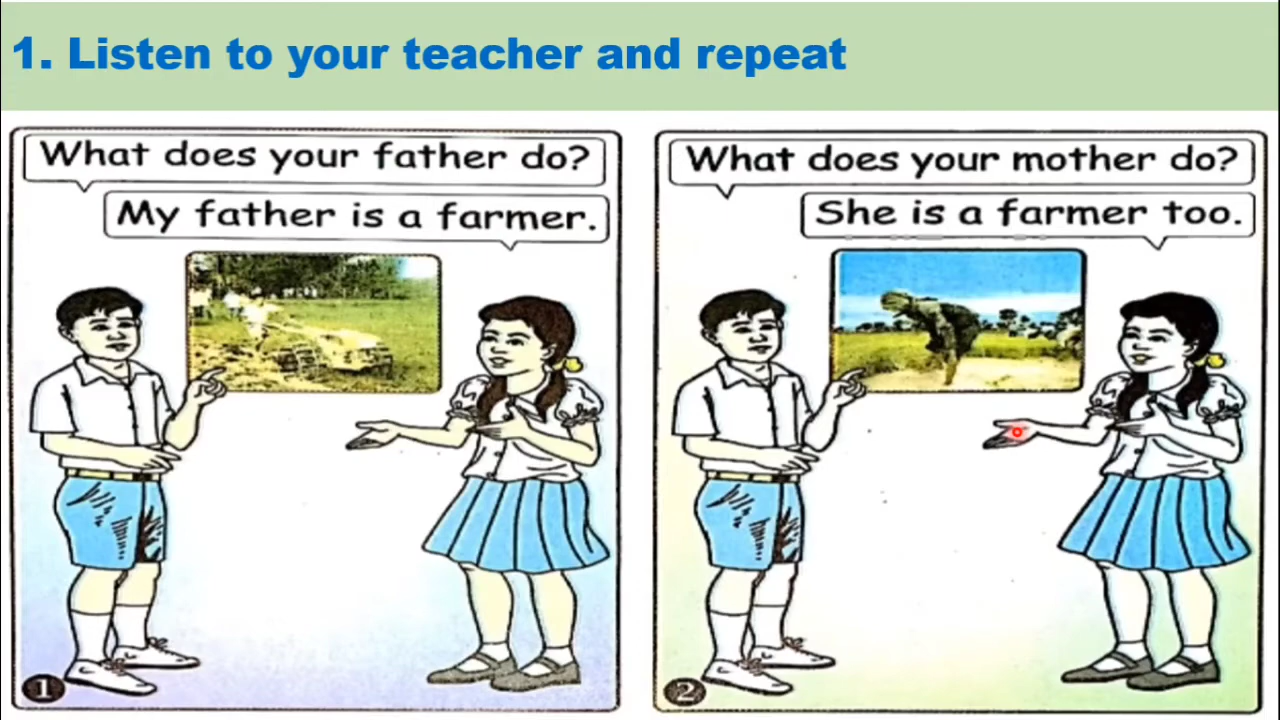 1. Listen to your teacher and repeat
What does your father do?
My father is a farmer.
1
What does your mother do?
She is a farmer too.
2